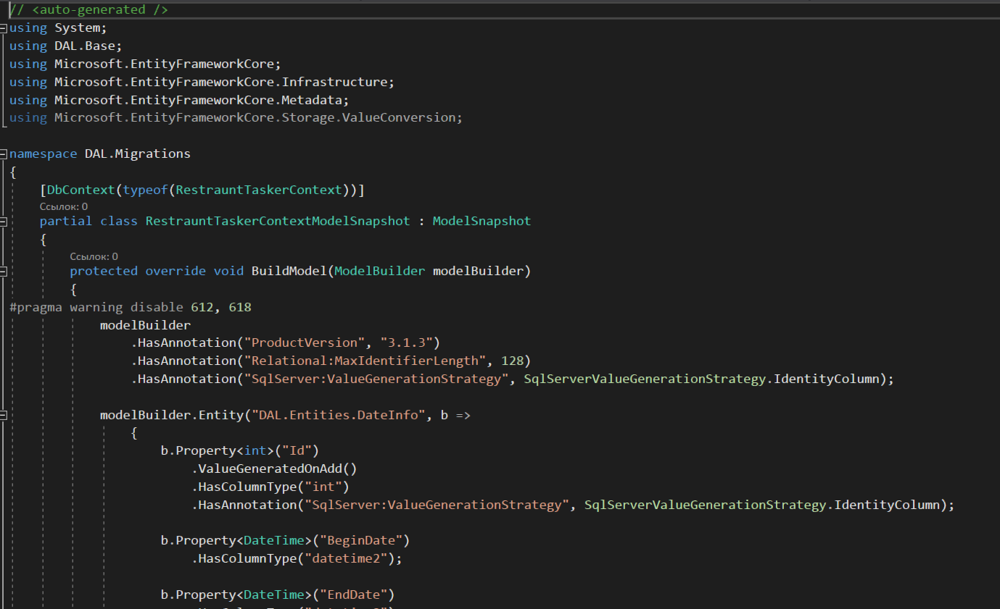 // <auto-generated />
using System;
using DAL.Base;
using Microsoft.EntityFrameworkCore;
using Microsoft.EntityFrameworkCore.Infrastructure;
using Microsoft.EntityFrameworkCore.Metadata;
using Microsoft.EntityFrameworkCore.Storage.ValueConversion;
namespace DAL.Migrations
{
[DbContext(typeof(RestrauntTaskerContext))]
Ссылок: 0
partial class RestrauntTaskerContextModelSnapshot : ModelSnapshot
{
Ссылок: 0
protected override void BuildModel(ModelBuilder modelBuilder)
{
#pragma warning disable 612, 618
modelBuilder
.HasAnnotation("ProductVersion", "3.1.3")
.HasAnnotation("Relational:MaxIdentifierLength", 128)
.HasAnnotation("SqlServer:ValueGenerationStrategy", SqlServerValueGenerationStrategy.IdentityColumn);
modelBuilder.Entity("DAL.Entities.DateInfo", b =>
{
b.Property<int>("Id")
.ValueGeneratedOnAdd()
.HasColumnType("int")
.HasAnnotation("SqlServer:ValueGenerationStrategy", SqlServerValueGenerationStrategy.IdentityColumn);
b.Property<DateTime>("BeginDate")
.HasColumnType("datetime2");
b.Property<DateTime>("EndDate")